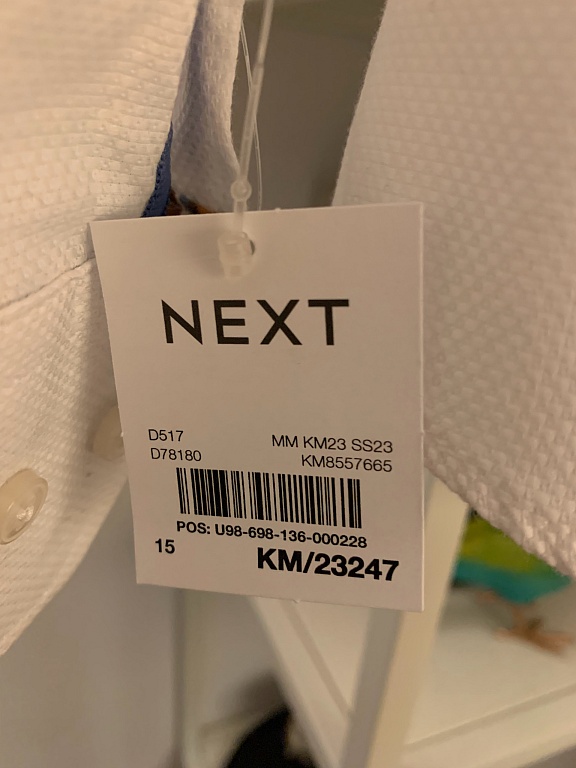 NEXT
D517 MM KM23 SS23
D78180 KM8557665
POS: U98-698-136-000228
15 KM/23247